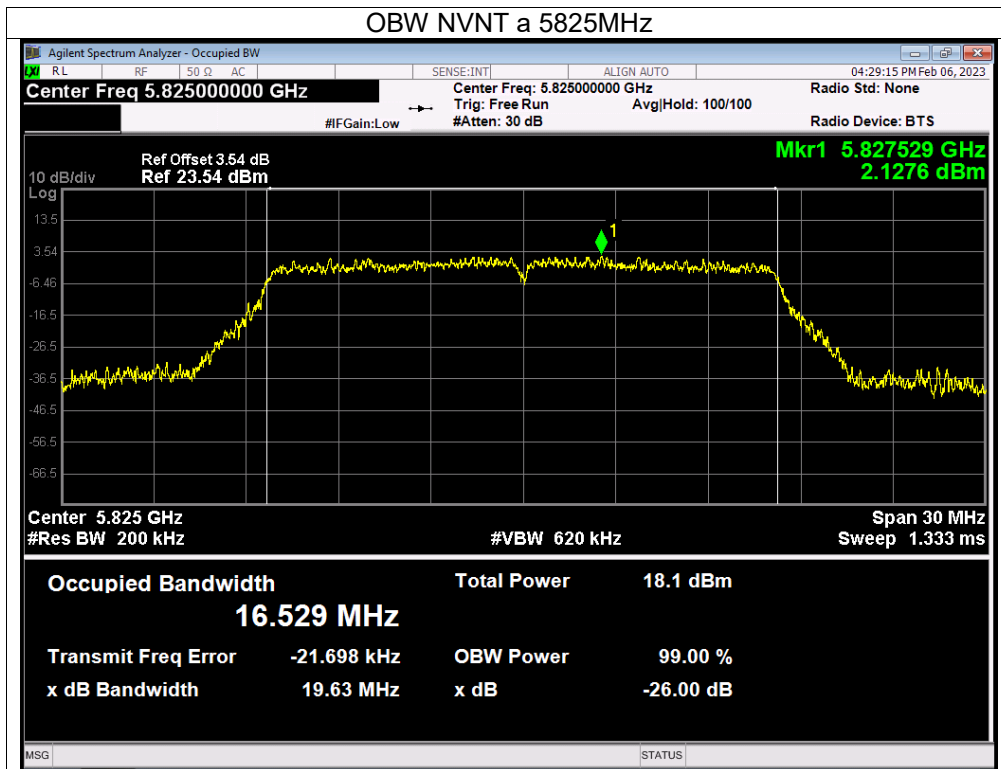 OBW NVNT a 5825MHz
Agilent Spectrum Analyzer - Occupied BW
LXI RL RF 50 Ω AC SENSE:INT ALIGN AUTO 04:29:15 PM Feb 06, 2023
Center Freq 5.825000000 GHz Center Freq: 5.825000000 GHz Radio Std: None
Trig: Free Run Avg|Hold: 100/100
#IFGain:Low #Atten: 30 dB Radio Device: BTS
Mkr1 5.827529 GHz
2.1276 dBm
Ref Offset 3.54 dB
10 dB/div Ref 23.54 dBm
Log
13.5
1
3.54
-6.46
-16.5
-26.5
-36.5
-46.5
-56.5
-66.5
Center 5.825 GHz Span 30 MHz
#Res BW 200 kHz #VBW 620 kHz Sweep 1.333 ms
Occupied Bandwidth Total Power 18.1 dBm
16.529 MHz
Transmit Freq Error -21.698 kHz OBW Power 99.00 %
x dB Bandwidth 19.63 MHz x dB -26.00 dB
MSG STATUS